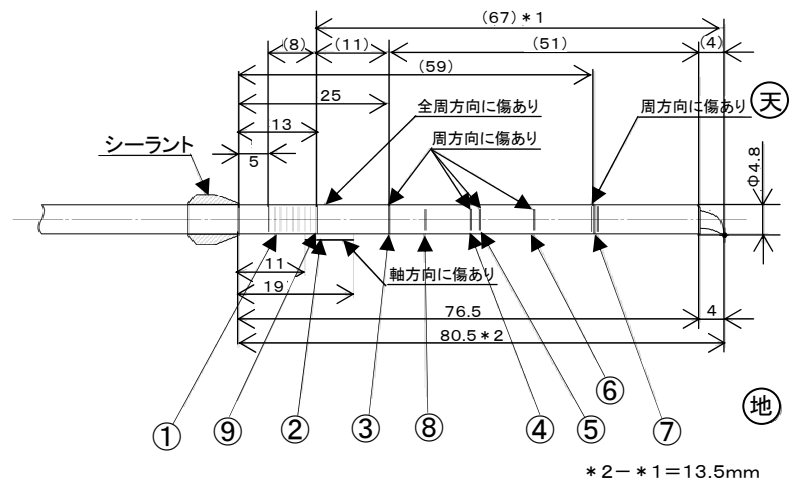 (67)*1
(8)
(11)
(51)
(4)
(59)
25
全周方向に傷あり
周方向に傷あり
天
13
周方向に傷あり
シーラント
5
Φ4.8
11
軸方向に傷あり
19
76.5
4
80.5*2
⑥
地
①
⑨
②
③
⑧
④
⑤
⑦
*2-*1=13.5mm